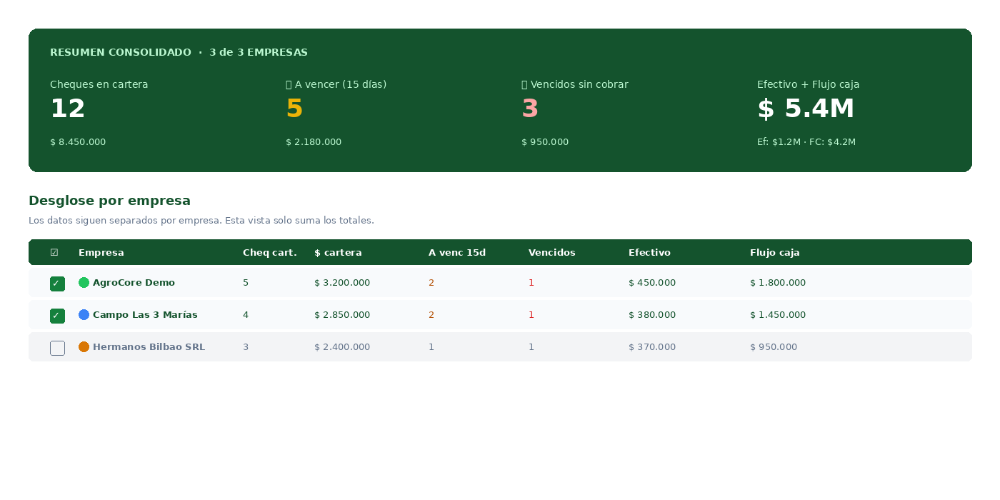 RESUMEN CONSOLIDADO · 3 de 3 EMPRESAS
Cheques en cartera
12
$ 8.450.000
A vencer (15 días)
5
$ 2.180.000
Vencidos sin cobrar
3
$ 950.000
Efectivo + Flujo caja
$ 5.4M
Ef: $1.2M · FC: $4.2M
Desglose por empresa
Los datos siguen separados por empresa. Esta vista solo suma los totales.
☑ Empresa Cheq cart. $ cartera A venc 15d Vencidos Efectivo Flujo caja
✓ AgroCore Demo 5 $ 3.200.000 2 1 $ 450.000 $ 1.800.000
✓ Campo Las 3 Marías 4 $ 2.850.000 2 1 $ 380.000 $ 1.450.000
Hermanos Bilbao SRL 3 $ 2.400.000 1 1 $ 370.000 $ 950.000